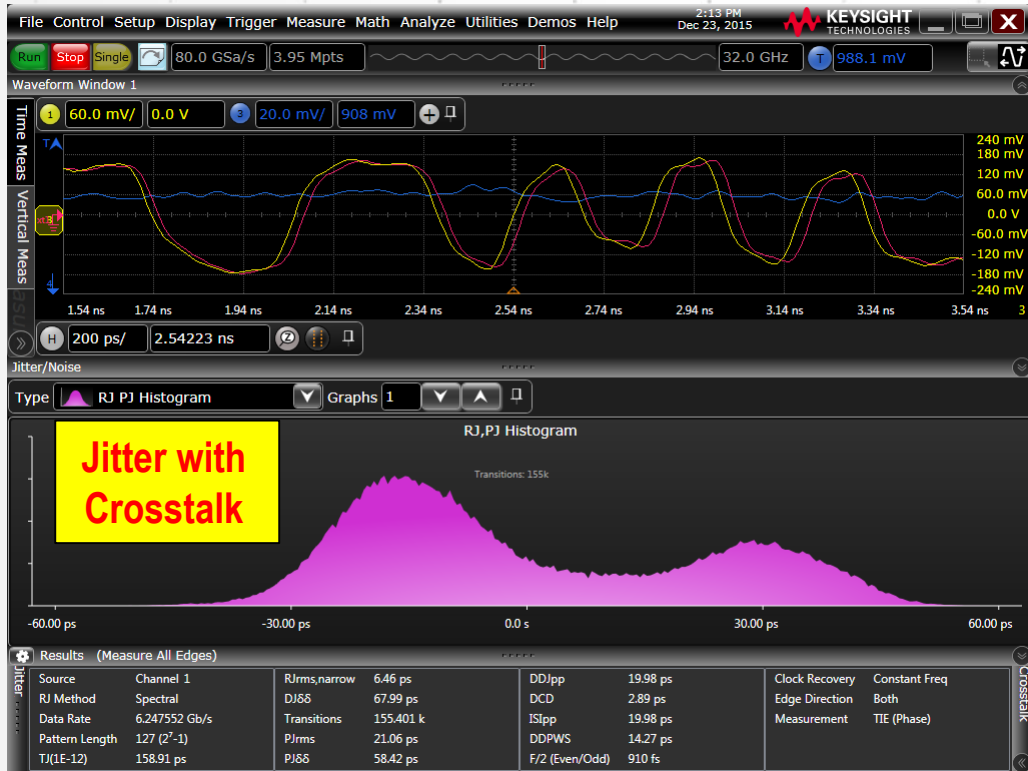 File Control Setup Display Trigger Measure Math Analyze Utilities Demos Help
2:13 PM
Dec 23, 2015
KEYSIGHT
TECHNOLOGIES
Run Stop Single 80.0 GSa/s 3.95 Mpts 32.0 GHz T 988.1 mV
Waveform Window 1
Time Meas
Vertical Meas
1 60.0 mV/ 0.0 V 3 20.0 mV/ 908 mV
T
240 mV
180 mV
120 mV
60.0 mV
0.0 V
-60.0 mV
-120 mV
-180 mV
-240 mV
4
1.54 ns 1.74 ns 1.94 ns 2.14 ns 2.34 ns 2.54 ns 2.74 ns 2.94 ns 3.14 ns 3.34 ns 3.54 ns 3
H 200 ps/ 2.54223 ns Z
Jitter/Noise
Type RJ PJ Histogram Graphs 1
RJ,PJ Histogram
Transitions: 155k
Jitter with
Crosstalk
-60.00 ps -30.00 ps 0.0 s 30.00 ps 60.00 ps
Results (Measure All Edges)
Jitter
Source Channel 1 RJrms,narrow 6.46 ps DDJpp 19.98 ps Clock Recovery Constant Freq
RJ Method Spectral DJδδ 67.99 ps DCD 2.89 ps Edge Direction Both
Data Rate 6.247552 Gb/s Transitions 155.401 k ISIpp 19.98 ps Measurement TIE (Phase)
Pattern Length 127 (2⁷-1) PJrms 21.06 ps DDPWS 14.27 ps
TJ(1E-12) 158.91 ps PJδδ 58.42 ps F/2 (Even/Odd) 910 fs
Crosstalk